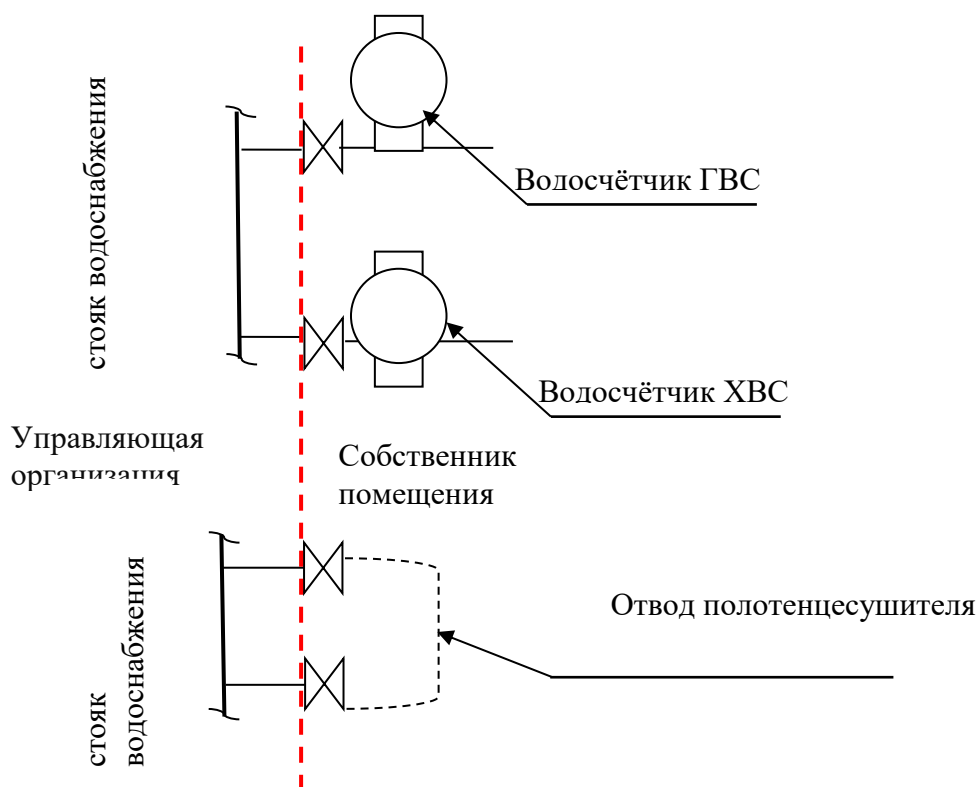 стояк водоснабжения
Водосчётчик ГВС
Водосчётчик ХВС
Управляющая
организация
Собственник
помещения
стояк
водоснабжения
Отвод полотенцесушителя